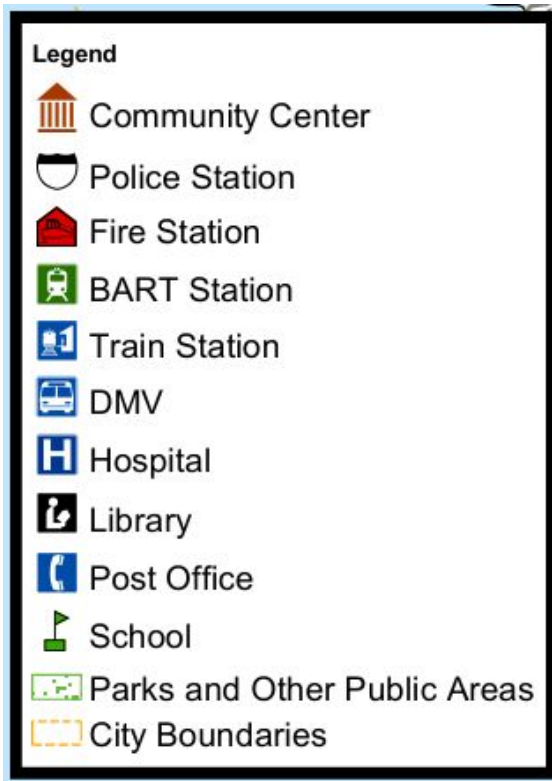 Legend
Community Center
Police Station
Fire Station
BART Station
Train Station
DMV
H Hospital
Library
Post Office
School
Parks and Other Public Areas
City Boundaries